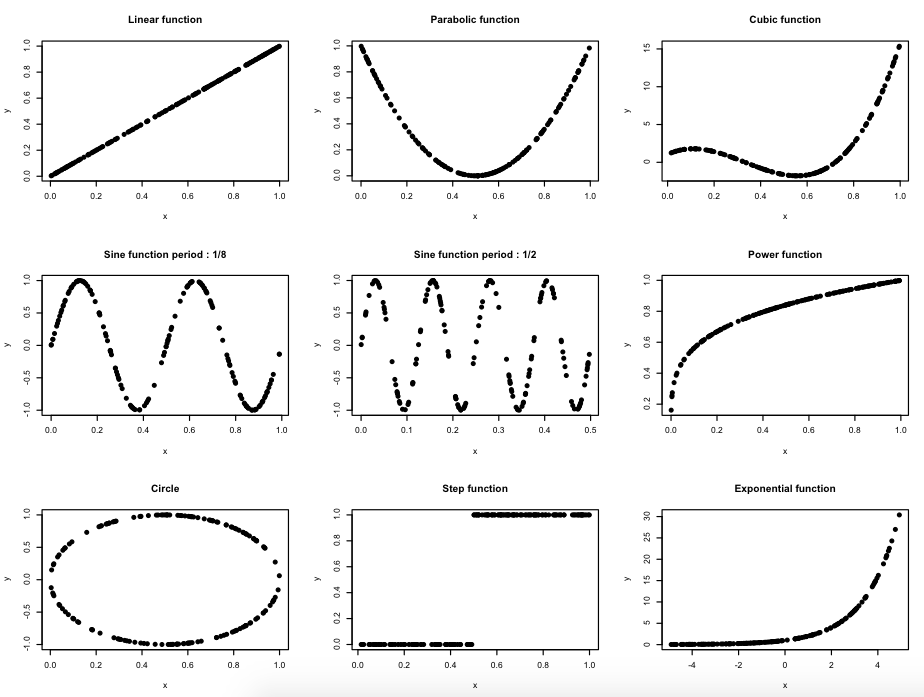 Linear function
Parabolic function
Cubic function
y
0.0 0.2 0.4 0.6 0.8 1.0
y
0.0 0.2 0.4 0.6 0.8 1.0
y
0 5 10 15
0.0 0.2 0.4 0.6 0.8 1.0
0.0 0.2 0.4 0.6 0.8 1.0
0.0 0.2 0.4 0.6 0.8 1.0
x
x
x
Sine function period : 1/8
Sine function period : 1/2
Power function
y
-1.0 -0.5 0.0 0.5 1.0
y
-1.0 -0.5 0.0 0.5 1.0
y
0.2 0.4 0.6 0.8 1.0
0.0 0.2 0.4 0.6 0.8 1.0
0.0 0.1 0.2 0.3 0.4 0.5
0.0 0.2 0.4 0.6 0.8 1.0
x
x
x
Circle
Step function
Exponential function
y
-1.0 -0.5 0.0 0.5 1.0
y
0.0 0.2 0.4 0.6 0.8 1.0
y
0 5 10 15 20 25 30
0.0 0.2 0.4 0.6 0.8 1.0
0.0 0.2 0.4 0.6 0.8 1.0
-4 -2 0 2 4
x
x
x